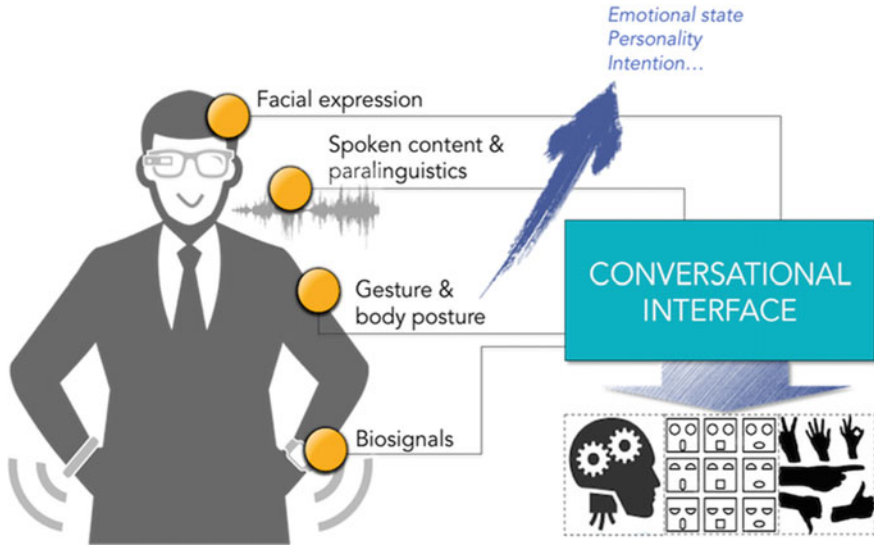 Emotional state
Personality
Intention...
Facial expression
Spoken content &
paralinguistics
Gesture &
body posture
Biosignals
CONVERSATIONAL
INTERFACE